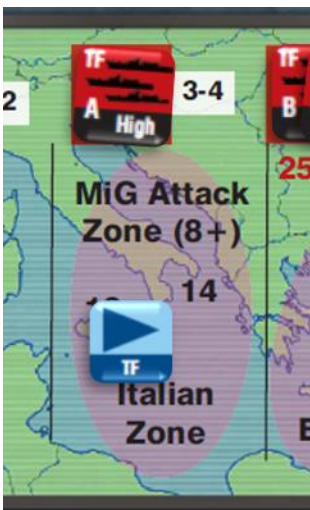 TF
A
High
3-4
2
TF
B
25
MiG Attack
Zone (8+)
14
TF
Italian
Zone